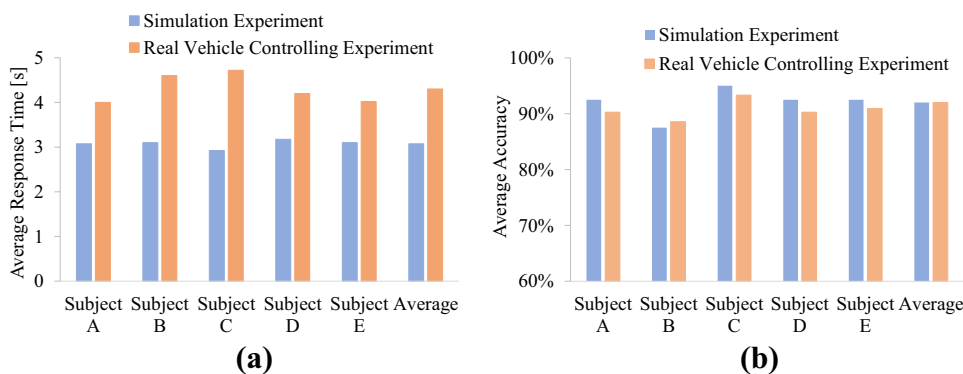 Simulation Experiment
Real Vehicle Controlling Experiment
Average Response Time [s]
5
4
3
2
1
0
Subject A
Subject B
Subject C
Subject D
Subject E
Average
(a)
Simulation Experiment
Real Vehicle Controlling Experiment
Average Accuracy
100%
90%
80%
70%
60%
Subject A
Subject B
Subject C
Subject D
Subject E
Average
(b)